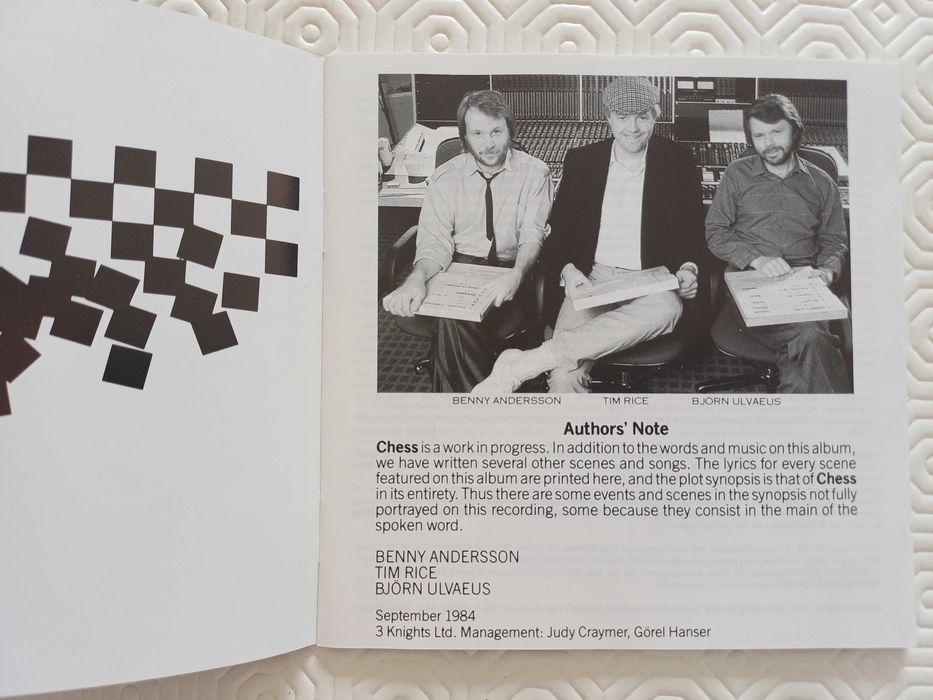 BENNY ANDERSSON TIM RICE BJÖRN ULVAEUS
Authors' Note
Chess is a work in progress. In addition to the words and music on this album,
we have written several other scenes and songs. The lyrics for every scene
featured on this album are printed here, and the plot synopsis is that of Chess
in its entirety. Thus there are some events and scenes in the synopsis not fully
portrayed on this recording, some because they consist in the main of the
spoken word.
BENNY ANDERSSON
TIM RICE
BJÖRN ULVAEUS
September 1984
3 Knights Ltd. Management: Judy Craymer, Görel Hanser